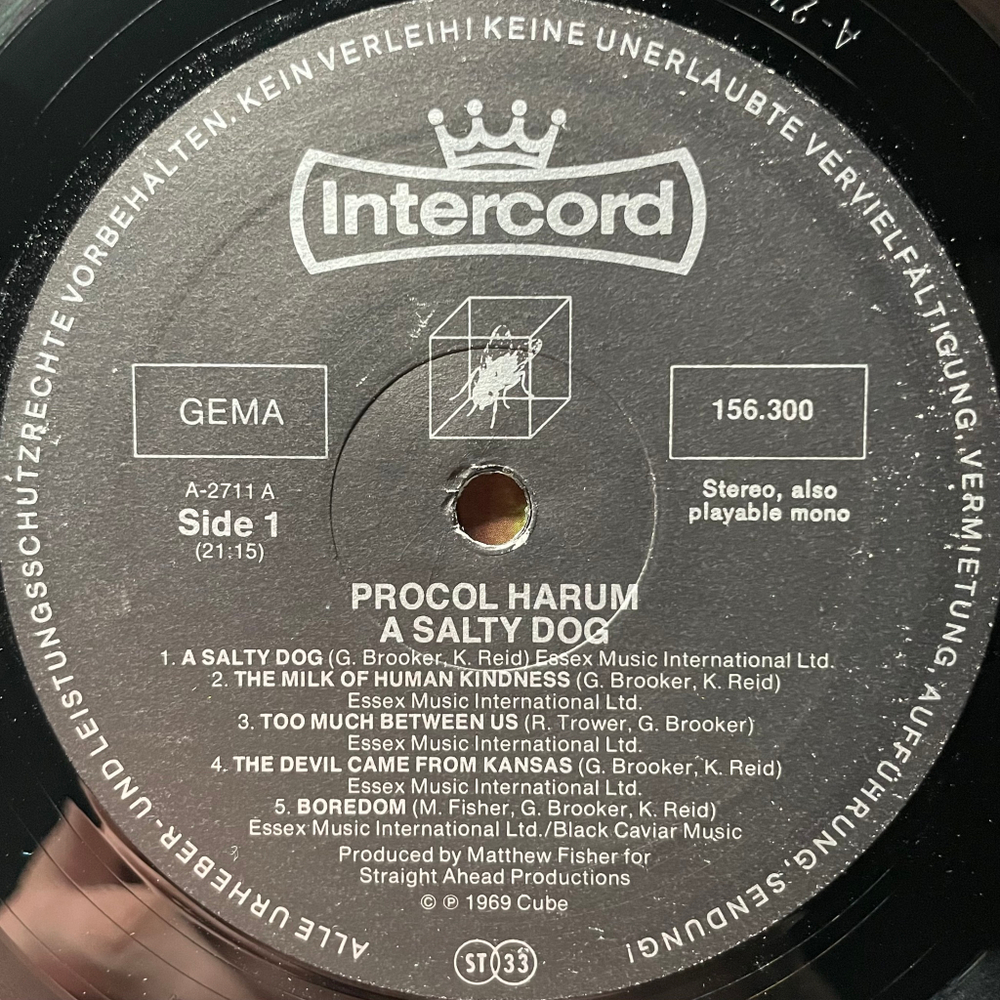 ALLE URHEBER- UND LEISTUNGSSCHUTZRECHTE VORBEHALTEN. KEIN VERLEIH! KEINE UNERLAUBTE VERVIELFÄLTIGUNG, VERMIETUNG, AUFFÜHRUNG, SENDUNG!
Intercord
GEMA
156.300
A-2711 A
Side 1
(21:15)
Stereo, also
playable mono
PROCOL HARUM
A SALTY DOG
1. A SALTY DOG (G. Brooker, K. Reid) Essex Music International Ltd.
2. THE MILK OF HUMAN KINDNESS (G. Brooker, K. Reid)
Essex Music International Ltd.
3. TOO MUCH BETWEEN US (R. Trower, G. Brooker)
Essex Music International Ltd.
4. THE DEVIL CAME FROM KANSAS (G. Brooker, K. Reid)
Essex Music International Ltd.
5. BOREDOM (M. Fisher, G. Brooker, K. Reid)
Essex Music International Ltd./Black Caviar Music
Produced by Matthew Fisher for
Straight Ahead Productions
© ℗ 1969 Cube
ST 33